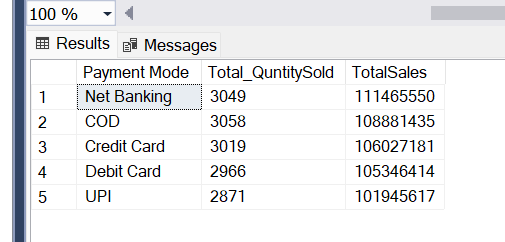 100 %
Results Messages
Payment Mode Total_QuntitySold TotalSales
1 Net Banking 3049 111465550
2 COD 3058 108881435
3 Credit Card 3019 106027181
4 Debit Card 2966 105346414
5 UPI 2871 101945617